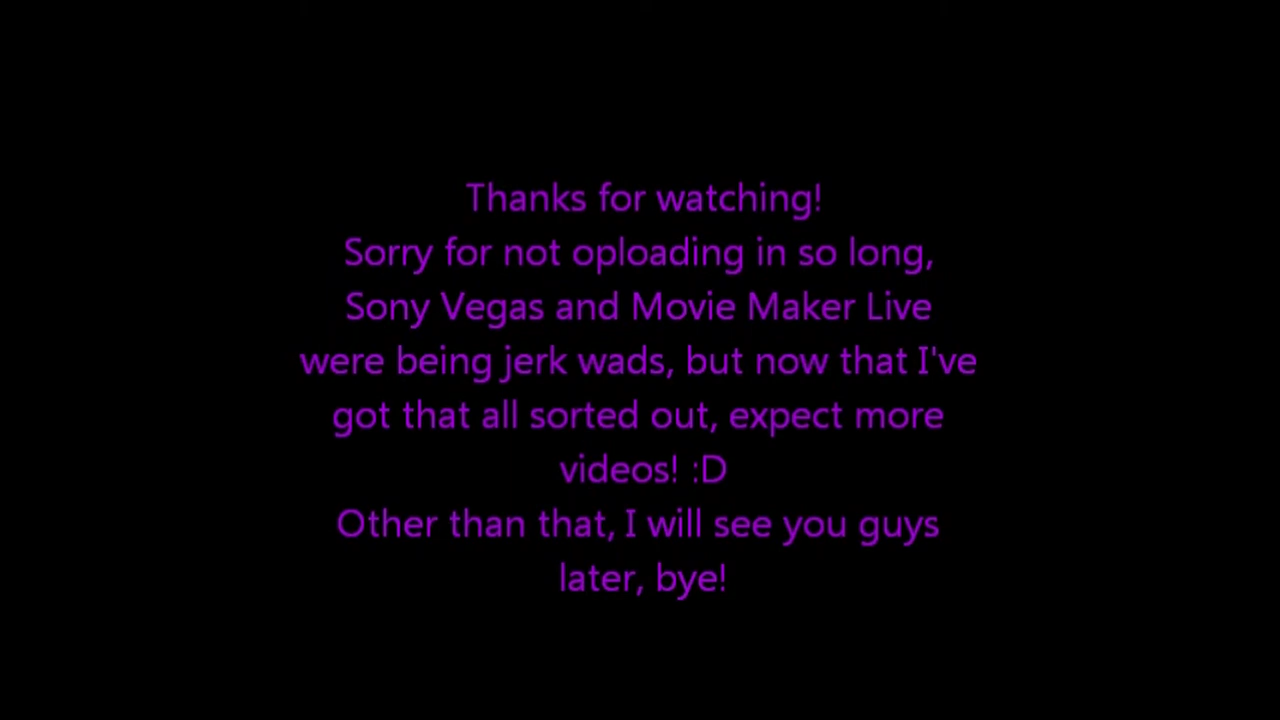 Thanks for watching!
Sorry for not oploading in so long,
Sony Vegas and Movie Maker Live
were being jerk wads, but now that I've
got that all sorted out, expect more
videos! :D
Other than that, I will see you guys
later, bye!